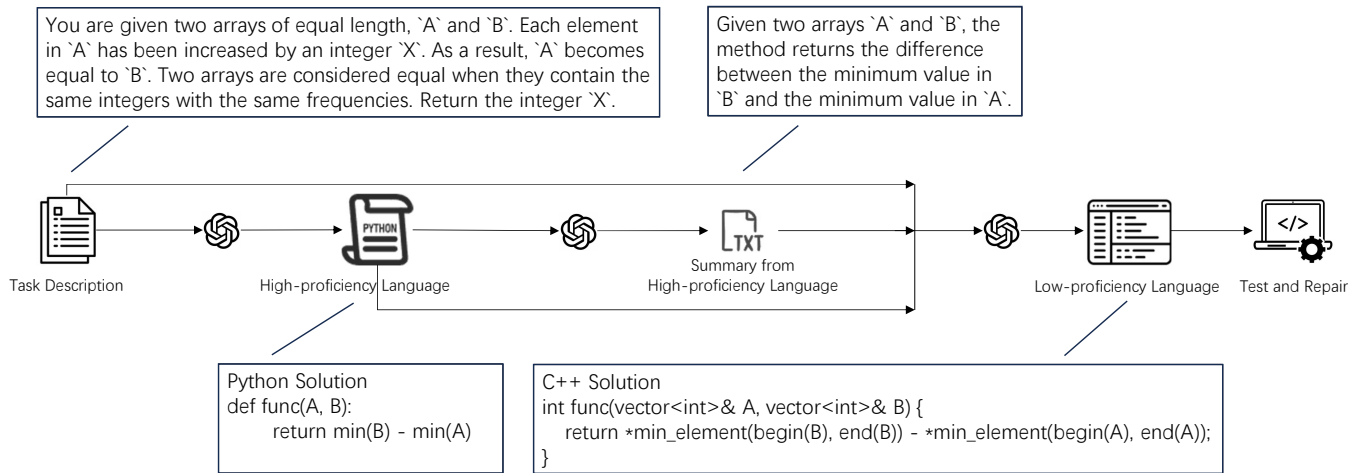 You are given two arrays of equal length, `A` and `B`. Each element
in `A` has been increased by an integer `X`. As a result, `A` becomes
equal to `B`. Two arrays are considered equal when they contain the
same integers with the same frequencies. Return the integer `X`.
Given two arrays `A` and `B`, the
method returns the difference
between the minimum value in
`B` and the minimum value in `A`.
PYTHON
TXT
</>
Task Description
High-proficiency Language
Summary from
High-proficiency Language
Low-proficiency Language
Test and Repair
Python Solution
def func(A, B):
return min(B) - min(A)
C++ Solution
int func(vector<int>& A, vector<int>& B) {
return *min_element(begin(B), end(B)) - *min_element(begin(A), end(A));
}